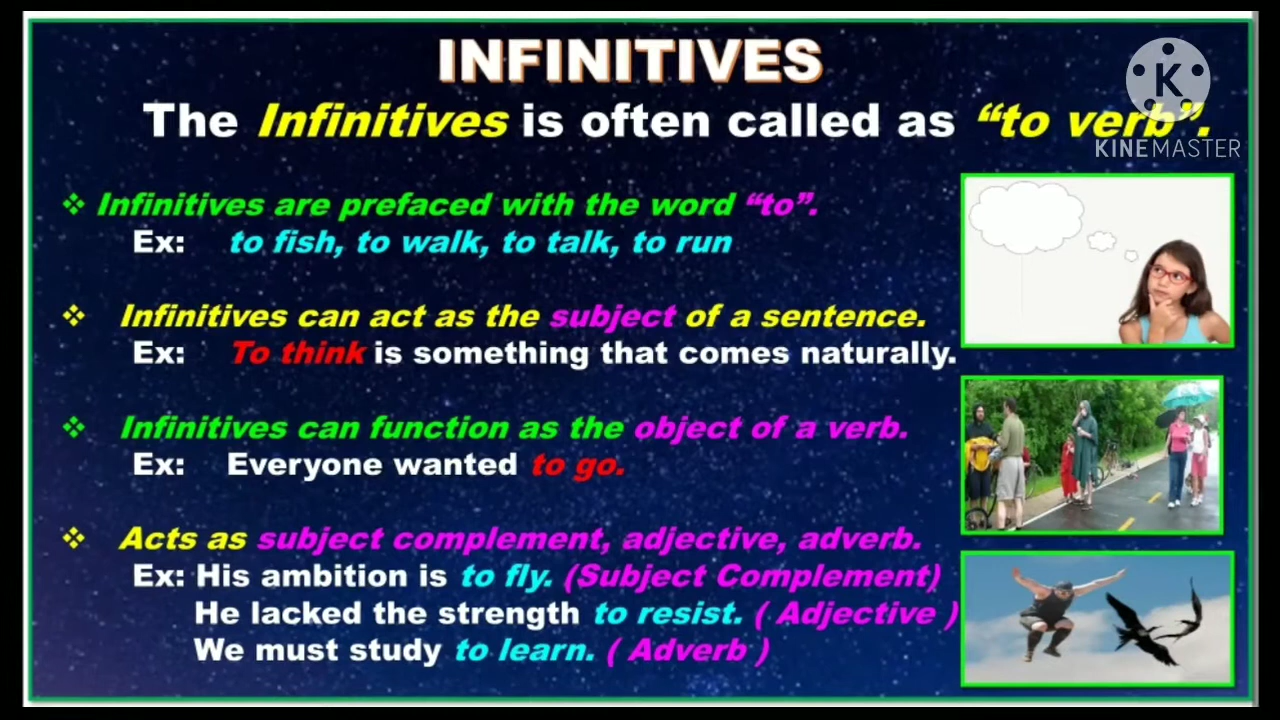 INFINITIVES
The Infinitives is often called as “to verb”.
KINEMASTER
❖ Infinitives are prefaced with the word “to”.
Ex: to fish, to walk, to talk, to run
❖ Infinitives can act as the subject of a sentence.
Ex: To think is something that comes naturally.
❖ Infinitives can function as the object of a verb.
Ex: Everyone wanted to go.
❖ Acts as subject complement, adjective, adverb.
Ex: His ambition is to fly. (Subject Complement)
He lacked the strength to resist. ( Adjective )
We must study to learn. ( Adverb )